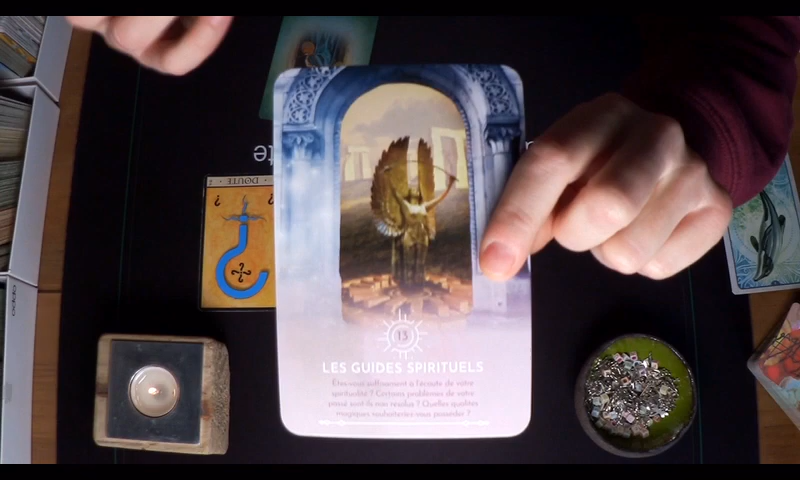 DOUTE
?
?
te
13
LES GUIDES SPIRITUELS
Êtes-vous suffisamment à l'écoute de votre
spiritualité ? Certains problèmes de votre
passé sont-ils non résolus ? Quelles qualités
magiques souhaiteriez-vous posséder ?